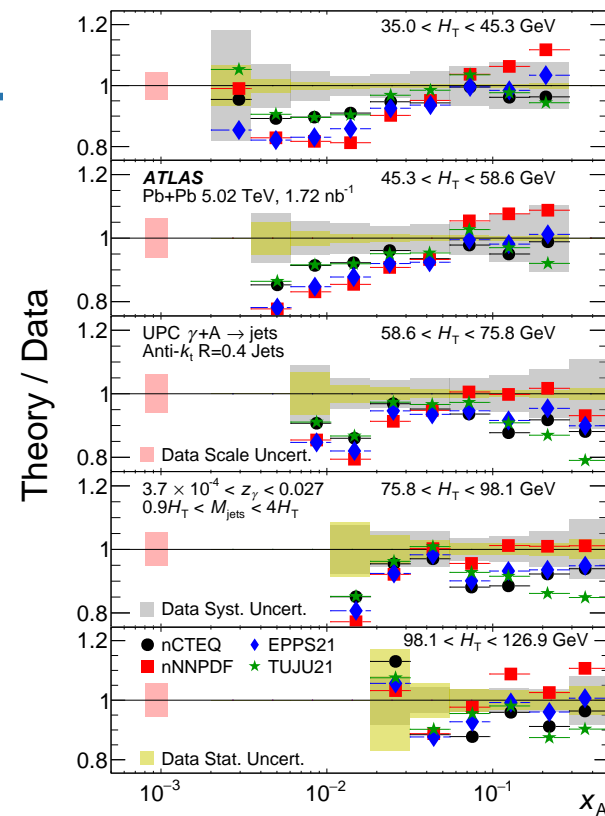 Theory / Data
1.2
1
0.8
35.0 < H_T < 45.3 GeV
1.2
1
0.8
ATLAS
Pb+Pb 5.02 TeV, 1.72 nb⁻¹
45.3 < H_T < 58.6 GeV
1.2
1
0.8
UPC γ+A → jets
Anti-k_t R=0.4 Jets
58.6 < H_T < 75.8 GeV
Data Scale Uncert.
1.2
1
0.8
3.7 × 10⁻⁴ < z_γ < 0.027
0.9H_T < M_jets < 4H_T
75.8 < H_T < 98.1 GeV
Data Syst. Uncert.
1.2
1
0.8
nCTEQ EPPS21
nNNPDF TUJU21
98.1 < H_T < 126.9 GeV
Data Stat. Uncert.
10⁻³ 10⁻² 10⁻¹
x_A